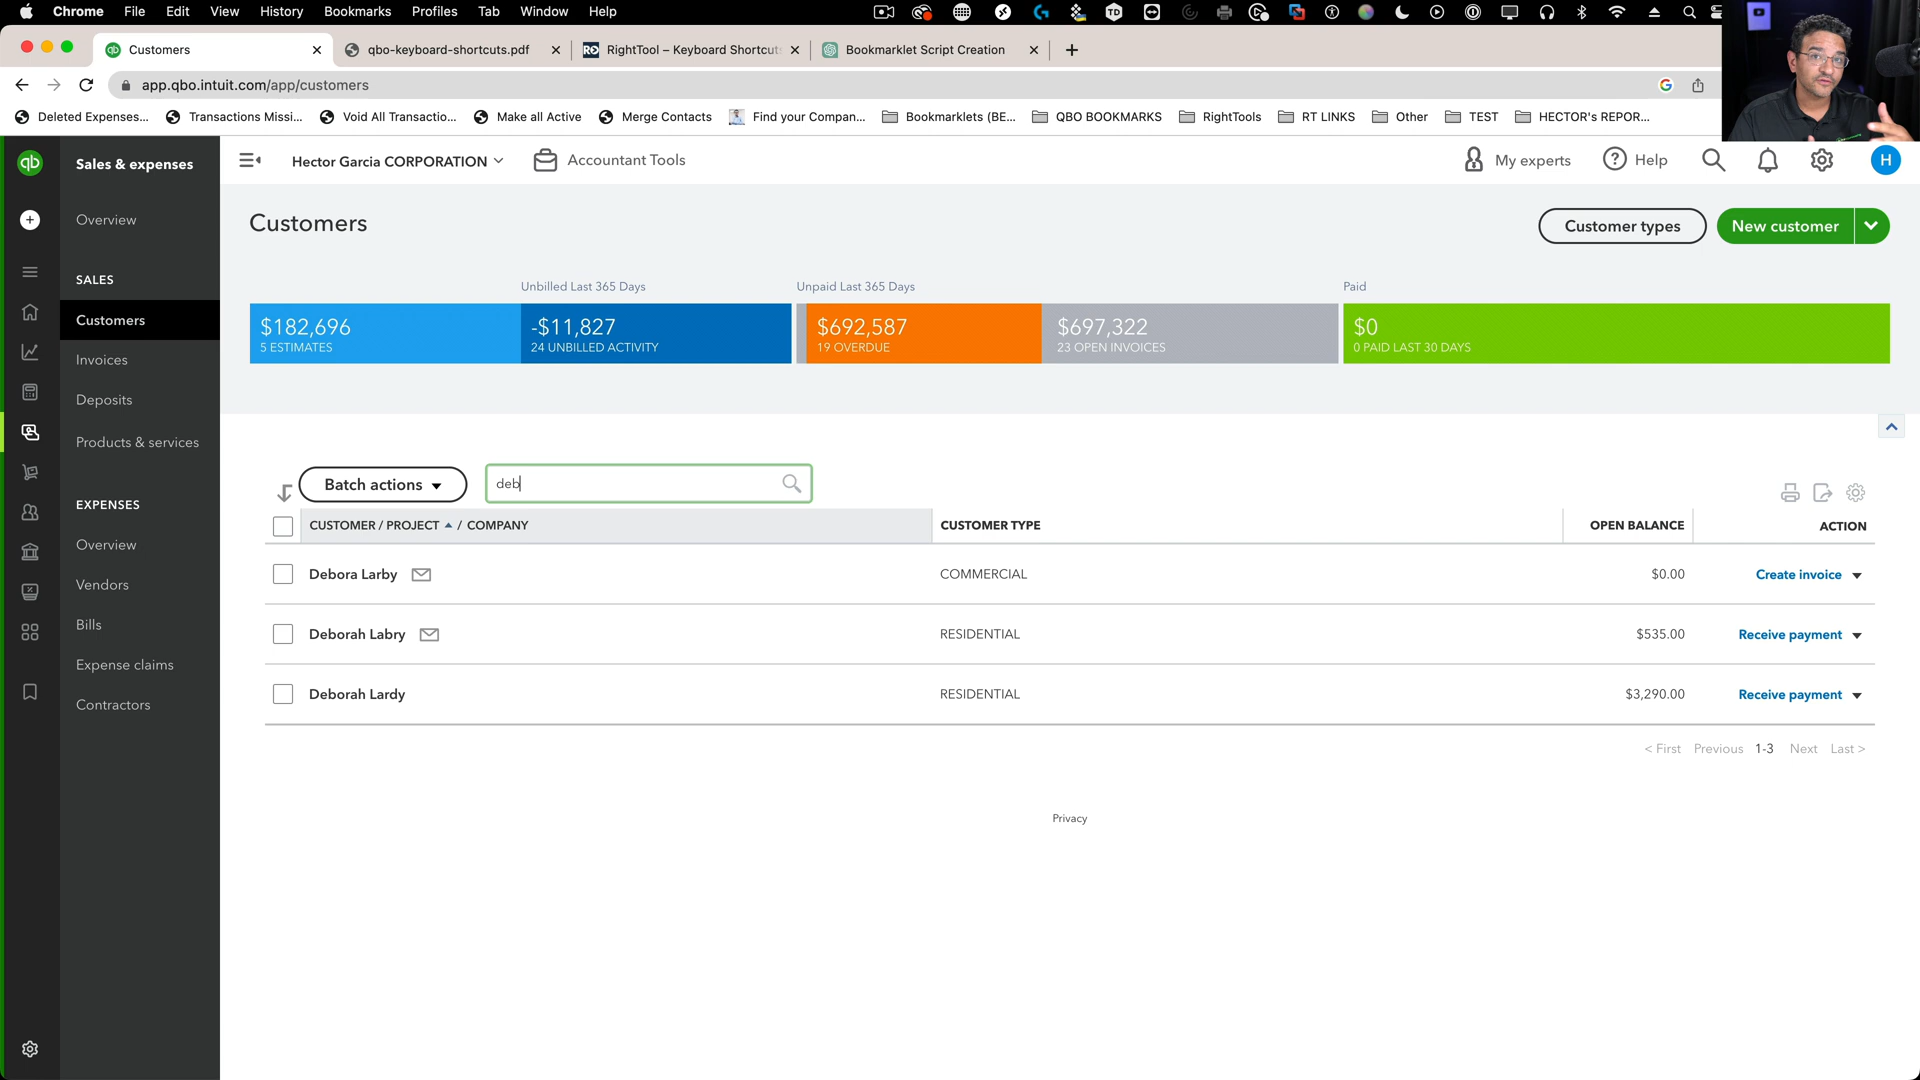 Chrome File Edit View History Bookmarks Profiles Tab Window Help
Customers
qbo-keyboard-shortcuts.pdf
RightTool – Keyboard Shortcuts
Bookmarklet Script Creation
app.qbo.intuit.com/app/customers
Deleted Expenses...
Transactions Missi...
Void All Transactio...
Make all Active
Merge Contacts
Find your Compan...
Bookmarklets (BE...
QBO BOOKMARKS
RightTools
RT LINKS
Other
TEST
HECTOR's REPOR...
qb
Sales & expenses
Hector Garcia CORPORATION
Accountant Tools
My experts
Help
H
Overview
SALES
Customers
Invoices
Deposits
Products & services
EXPENSES
Overview
Vendors
Bills
Expense claims
Contractors
Customers
Customer types
New customer
Unbilled Last 365 Days
Unpaid Last 365 Days
Paid
$182,696
5 ESTIMATES
-$11,827
24 UNBILLED ACTIVITY
$692,587
19 OVERDUE
$697,322
23 OPEN INVOICES
$0
0 PAID LAST 30 DAYS
Batch actions
deb
CUSTOMER / PROJECT / COMPANY
CUSTOMER TYPE
OPEN BALANCE
ACTION
Debora Larby COMMERCIAL $0.00 Create invoice
Deborah Labry RESIDENTIAL $535.00 Receive payment
Deborah Lardy RESIDENTIAL $3,290.00 Receive payment
< First Previous 1-3 Next Last >
Privacy